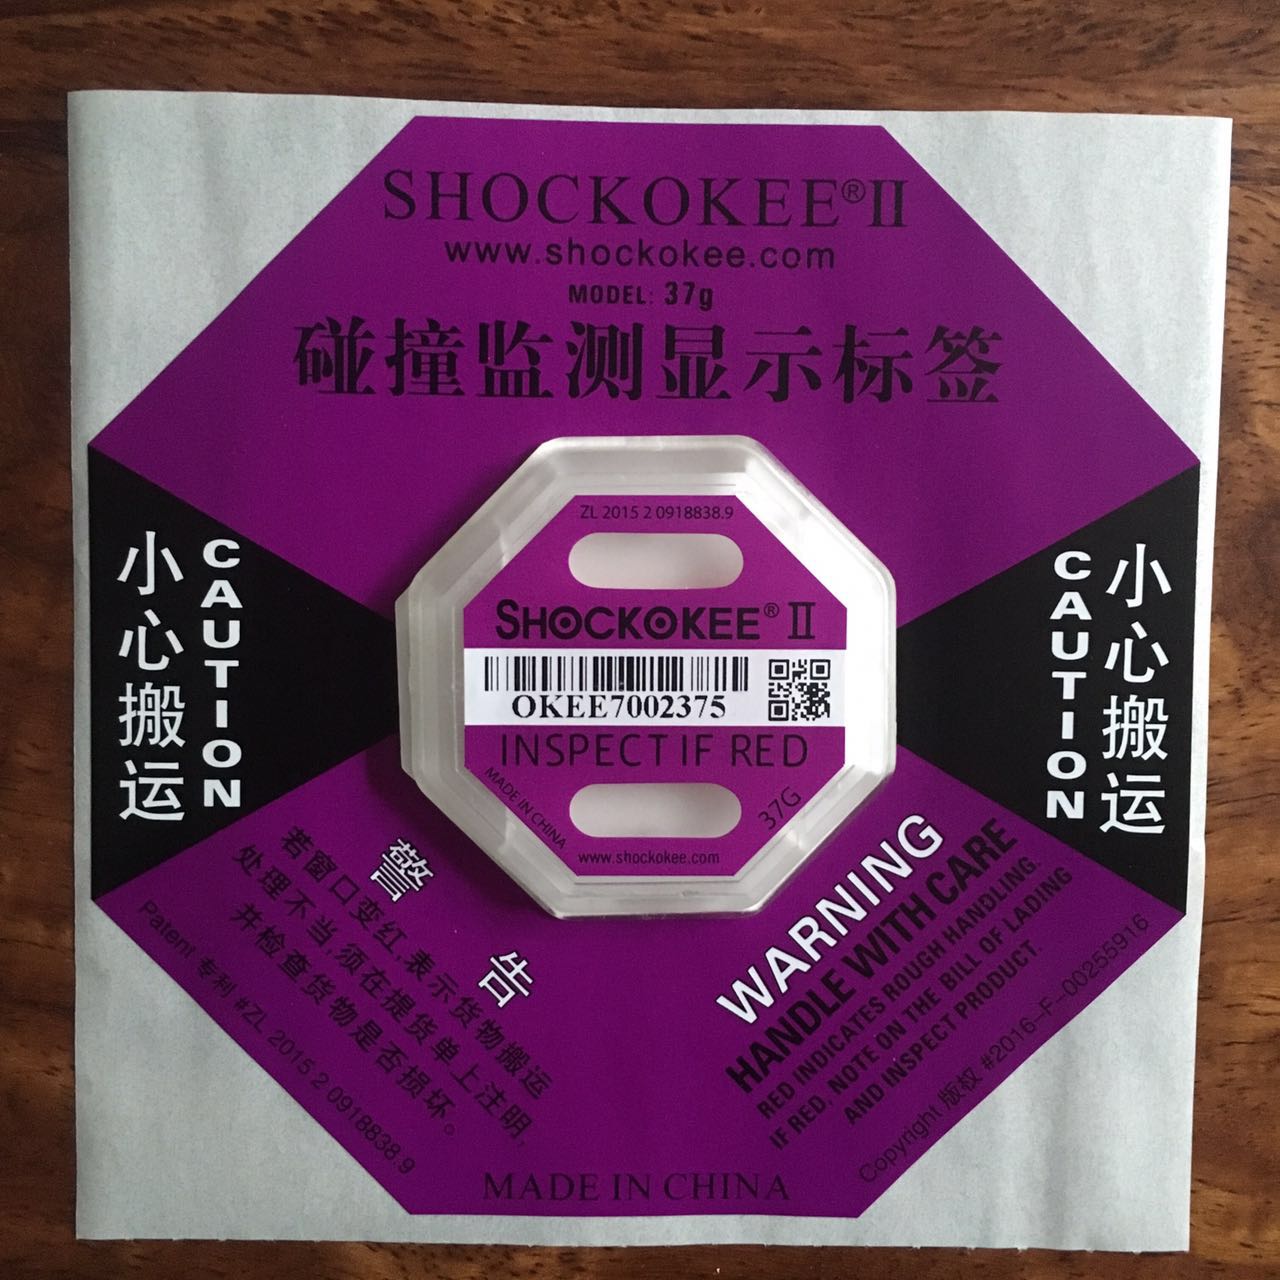 SHOCKOKEE®II
www.shockokee.com
MODEL: 37g
碰撞监测显示标签
小心搬运
CAUTION
ZL 2015 2 0918838.9
SHOCKOKEE® II
OKEE7002375
INSPECT IF RED
MADE IN CHINA
37G
www.shockokee.com
CAUTION
小心搬运
警告
若窗口变红,表示货物搬运
处理不当,须在提货单上注明,
并检查货物是否损坏。
Patent 专利 #ZL 2015 2 0918838.9
WARNING
HANDLE WITH CARE
RED INDICATES ROUGH HANDLING.
IF RED. NOTE ON THE BILL OF LADING
AND INSPECT PRODUCT.
Copyright 版权 #2016-F-00255916
MADE IN CHINA